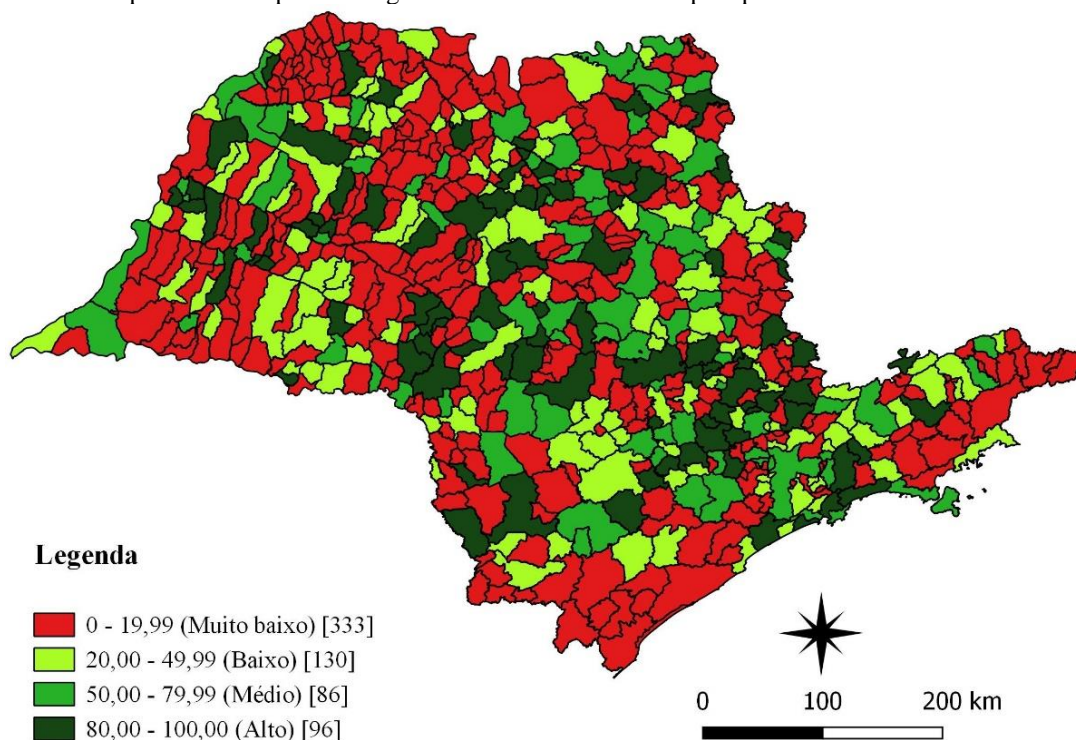 Legenda
0 - 19,99 (Muito baixo) [333]
20,00 - 49,99 (Baixo) [130]
50,00 - 79,99 (Médio) [86]
80,00 - 100,00 (Alto) [96]
0 100 200 km